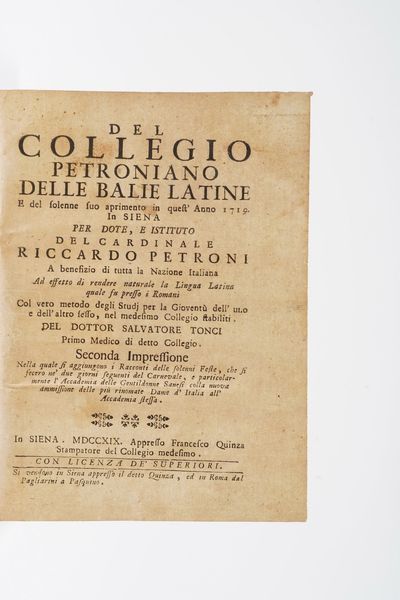 DEL
COLLEGIO
PETRONIANO
DELLE BALIE LATINE
E del solenne suo aprimento in quest' Anno 1719.
In SIENA
PER DOTE, E ISTITUTO
DEL CARDINALE
RICCARDO PETRONI
A benefizio di tutta la Nazione Italiana
Ad effetto di rendere naturale la Lingua Latina
quale fu presso i Romani
Col vero metodo degli Studj per la Gioventù dell' uno
e dell'altro sesso, nel medesimo Collegio stabiliti.
DEL DOTTOR SALVATORE TONCI
Primo Medico di detto Collegio.
Seconda Impressione
Nella quale si aggiungono i Racconti delle solenni Feste, che si
fecero ne' due giorni seguenti del Carnevale, e particolar-
mente l'Accademia delle Gentildonne Sanesi colla nuova
ammissione delle più rinomate Dame d' Italia all'
Accademia stessa.
In SIENA. MDCCXIX. Appresso Francesco Quinza
Stampatore del Collegio medesimo.
CON LICENZA DE' SUPERIORI.
Si vendono in Siena appresso il detto Quinza, ed in Roma dal
Pagliarini a Pasquino.